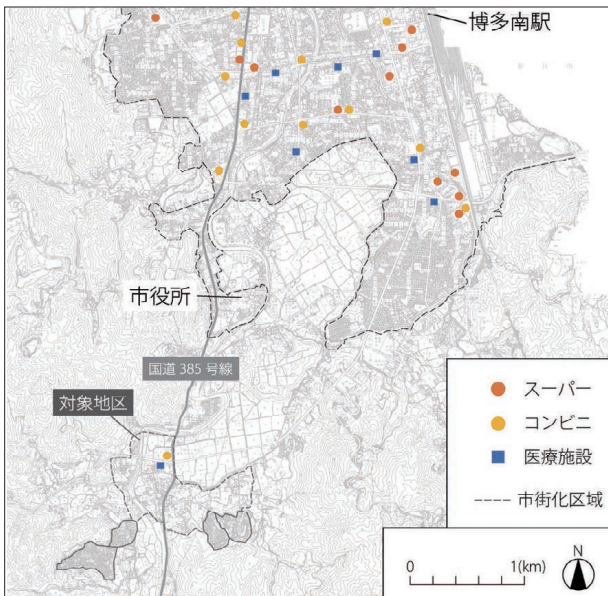 博多南駅
市役所
国道 385 号線
対象地区
スーパー
コンビニ
医療施設
市街化区域
0
1(km)
N